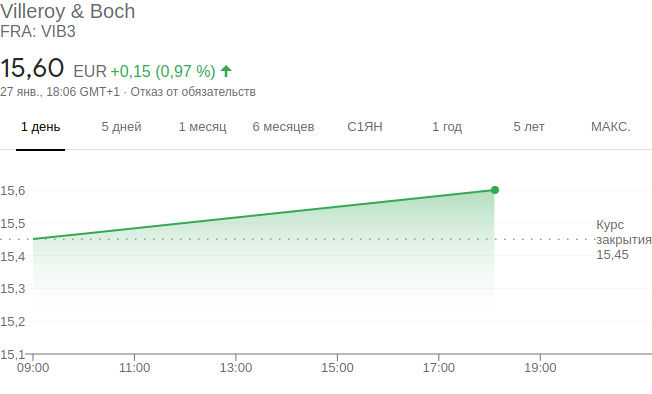 Villeroy & Boch
FRA: VIB3
15,60 EUR +0,15 (0,97 %)
27 янв., 18:06 GMT+1 · Отказ от обязательств
1 день 5 дней 1 месяц 6 месяцев С1ЯН 1 год 5 лет МАКС.
15,6
15,5
Курс
закрытия
15,45
15,4
15,3
15,2
15,1
09:00 11:00 13:00 15:00 17:00 19:00